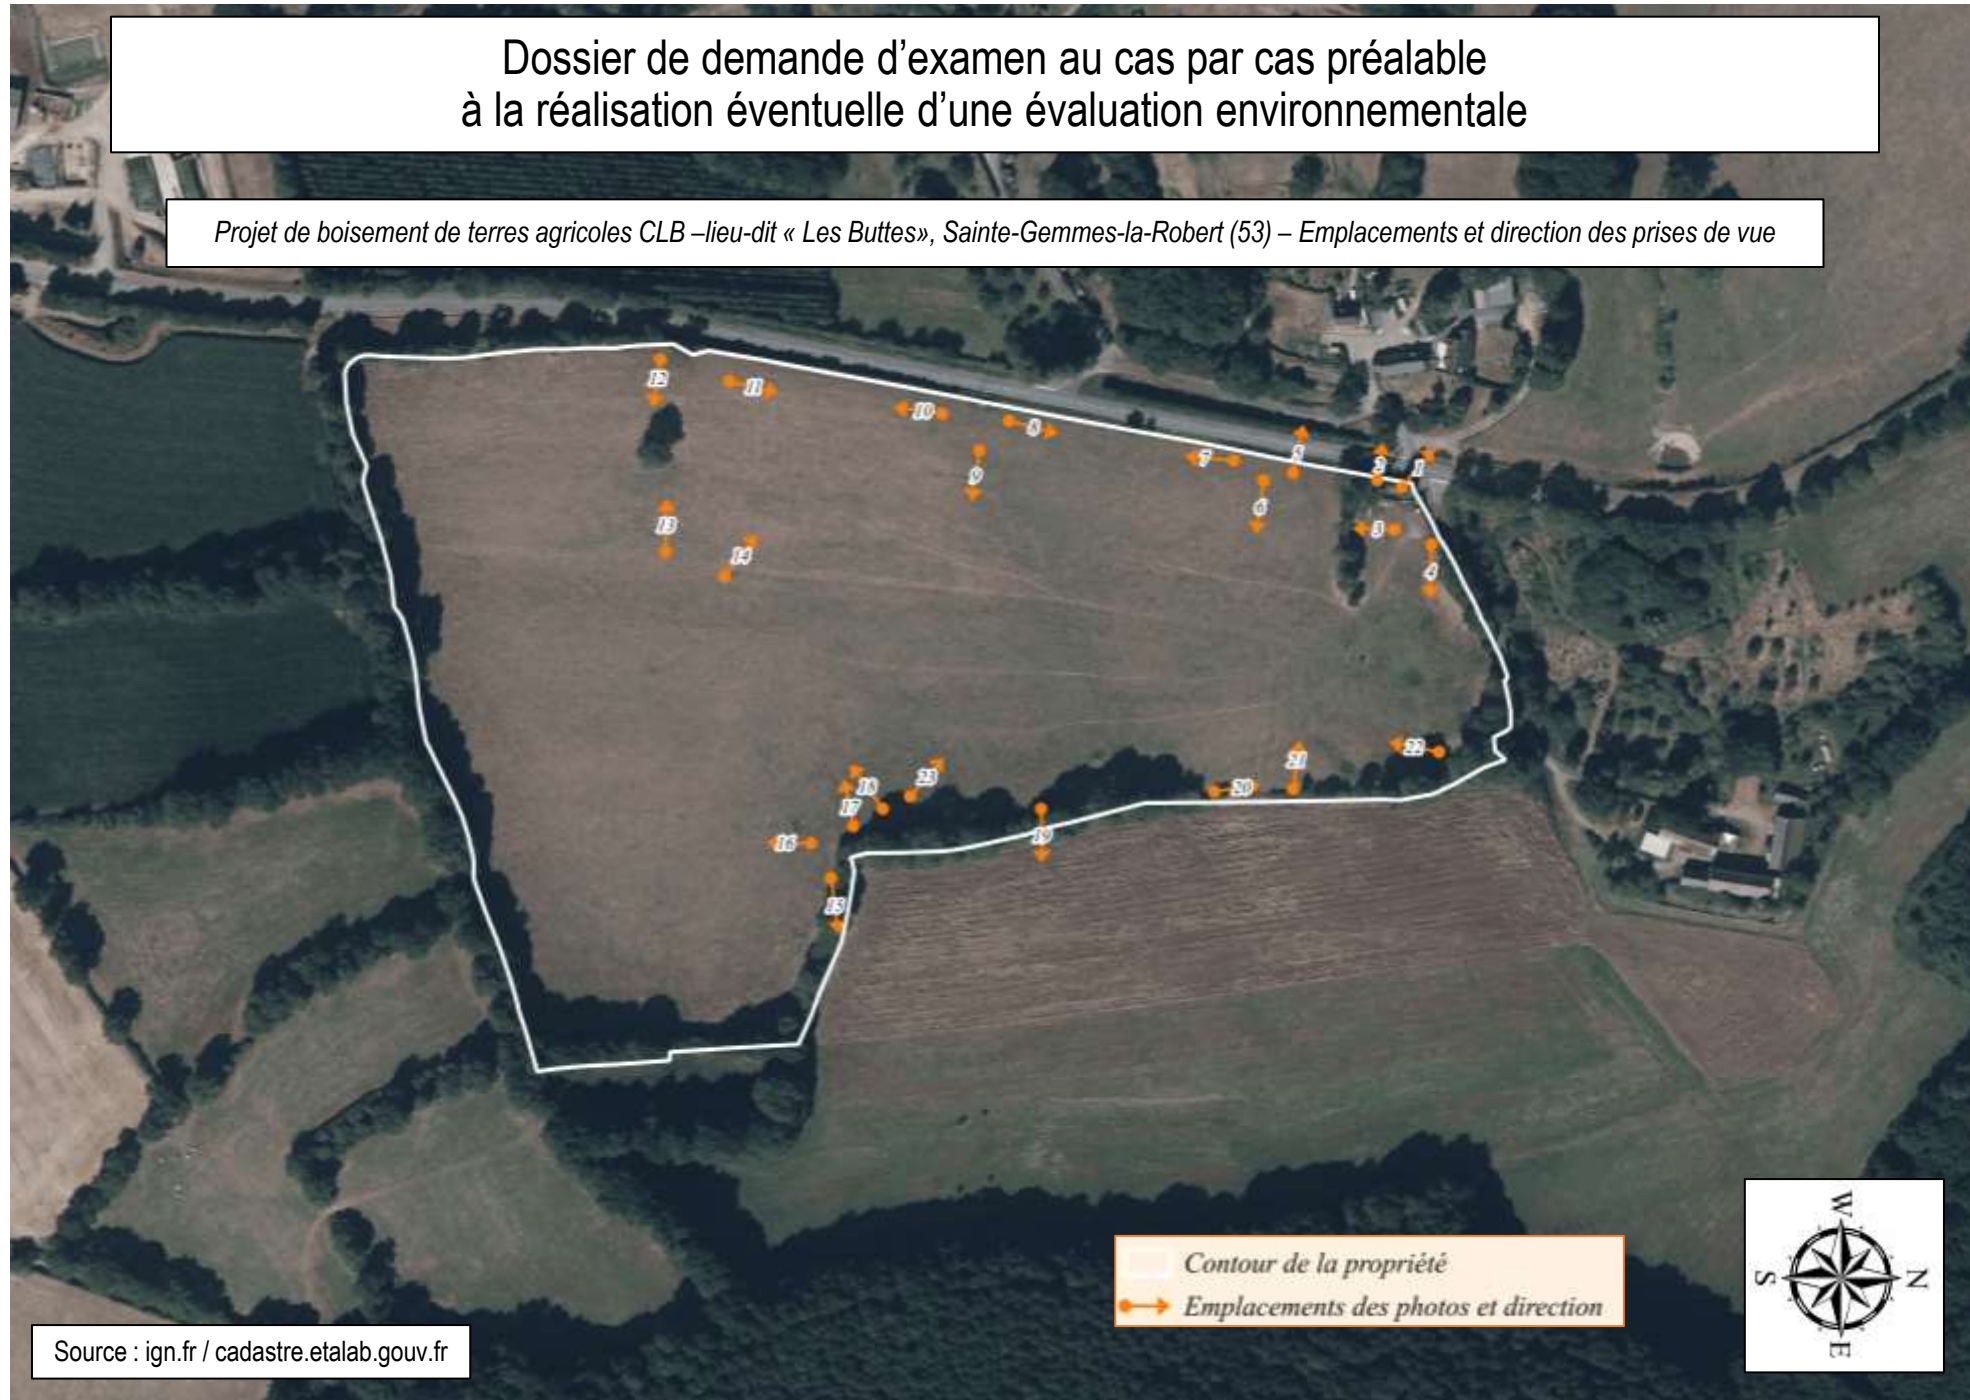 Dossier de demande d’examen au cas par cas préalable
à la réalisation éventuelle d’une évaluation environnementale
Projet de boisement de terres agricoles CLB –lieu-dit « Les Buttes», Sainte-Gemmes-la-Robert (53) – Emplacements et direction des prises de vue
12
11
10
8
7
5
2
1
9
6
3
13
14
4
22
21
20
23
18
17
19
16
15
Contour de la propriété
Emplacements des photos et direction
W
S
N
E
Source : ign.fr / cadastre.etalab.gouv.fr